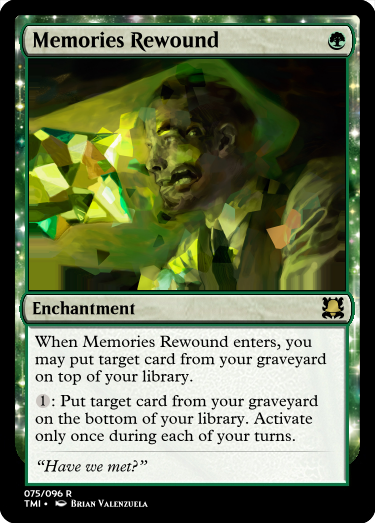 Memories Rewound
Enchantment
When Memories Rewound enters, you
may put target card from your graveyard
on top of your library.
1: Put target card from your graveyard
on the bottom of your library. Activate
only once during each of your turns.
"Have we met?"
075/096 R
TMI • Brian Valenzuela